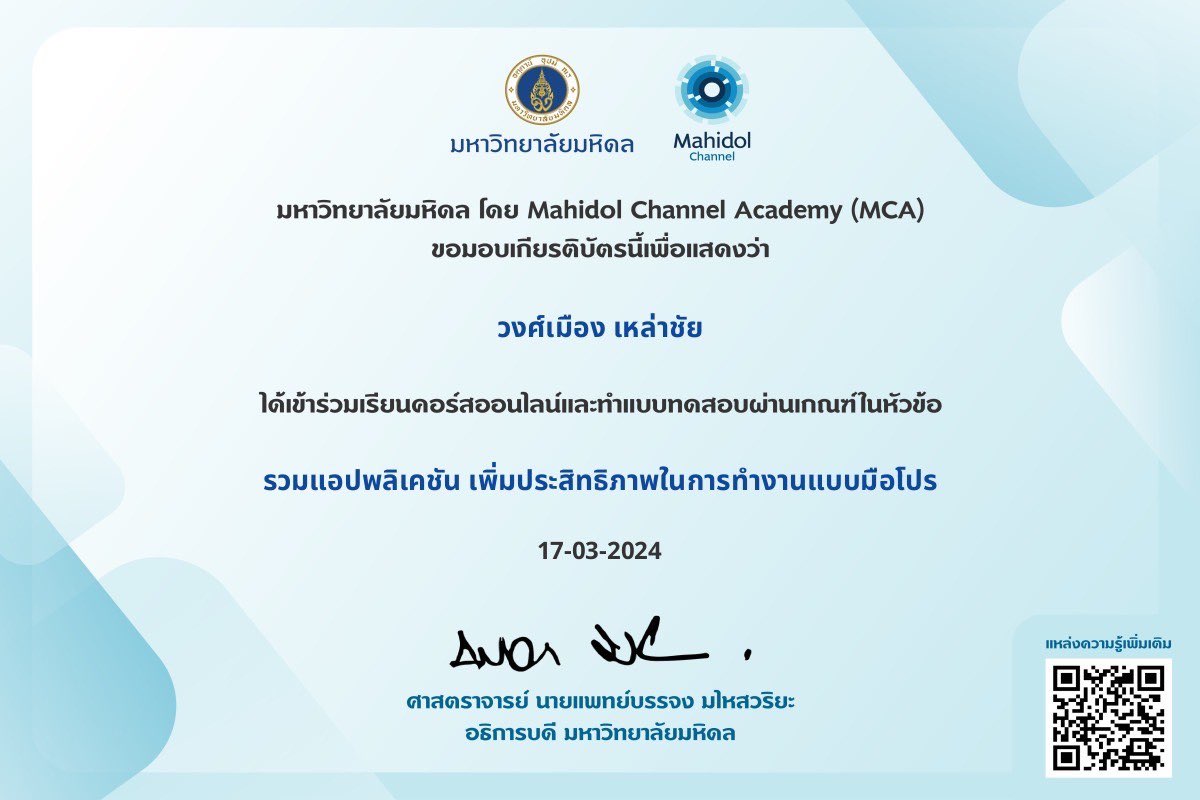 มหาวิทยาลัยมหิดล
Mahidol
Channel
มหาวิทยาลัยมหิดล โดย Mahidol Channel Academy (MCA)
ขอมอบเกียรติบัตรนี้เพื่อแสดงว่า
วงศ์เมือง เหล่าชัย
ได้เข้าร่วมเรียนคอร์สออนไลน์และทำแบบทดสอบผ่านเกณฑ์ในหัวข้อ
รวมแอปพลิเคชัน เพิ่มประสิทธิภาพในการทำงานแบบมือโปร
17-03-2024
ศาสตราจารย์ นายแพทย์บรรจง มไหสวริยะ
อธิการบดี มหาวิทยาลัยมหิดล
แหล่งความรู้เพิ่มเติม